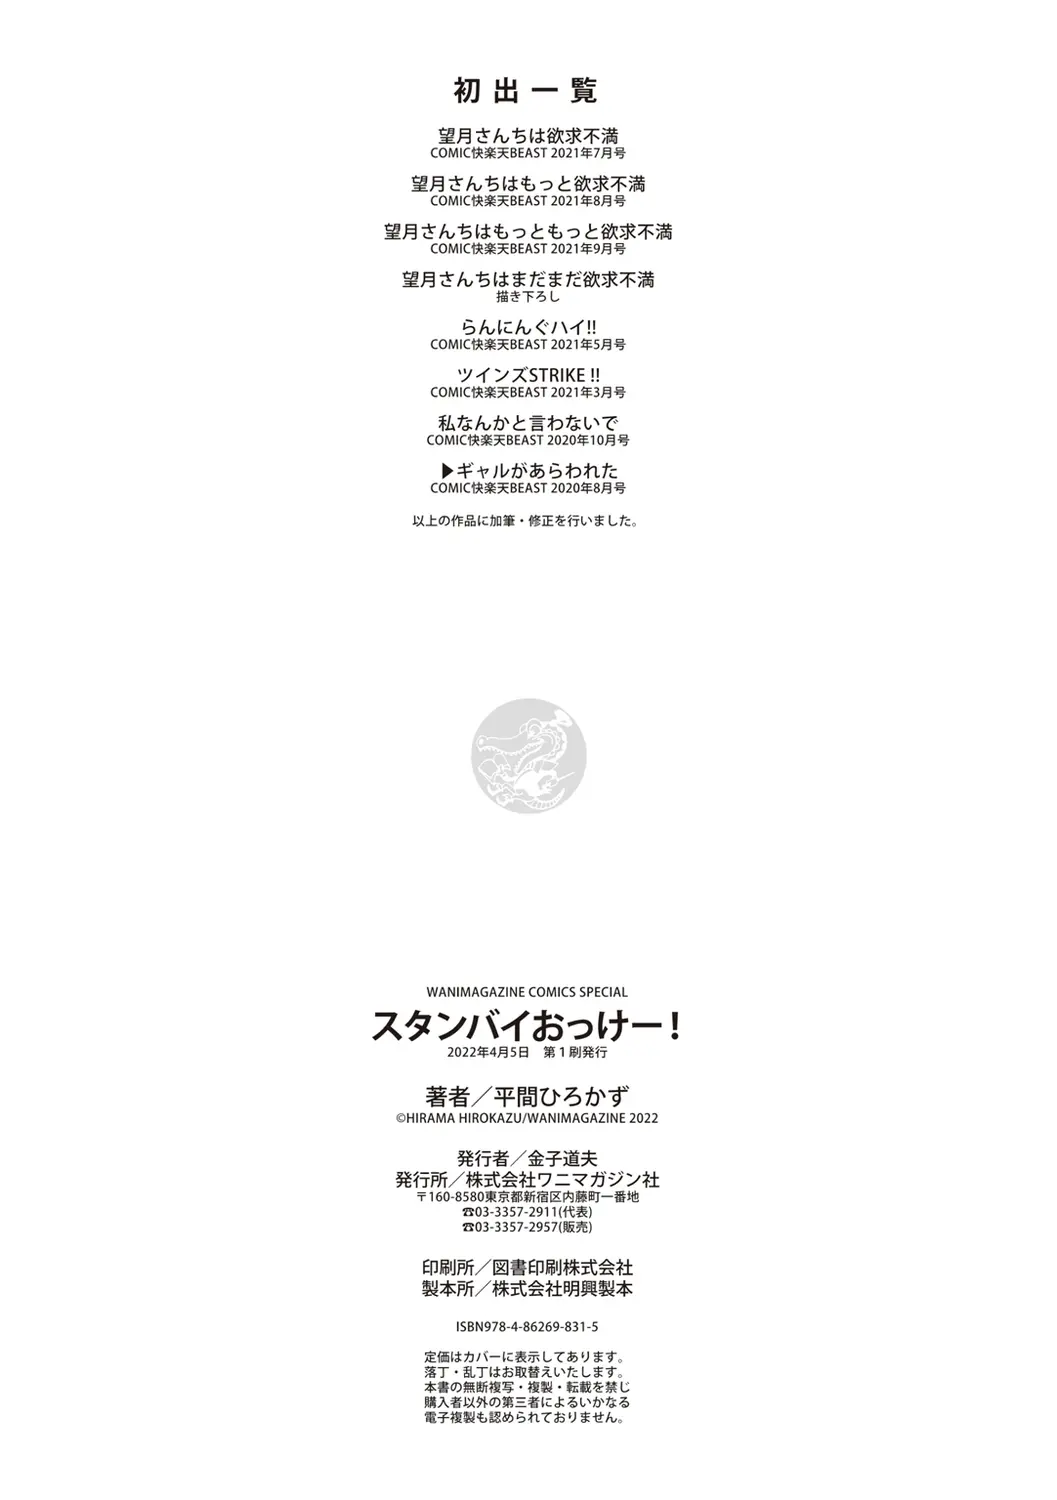 初出一覧
望月さんちは欲求不満
COMIC快楽天BEAST 2021年7月号
望月さんちはもっと欲求不満
COMIC快楽天BEAST 2021年8月号
望月さんちはもっともっと欲求不満
COMIC快楽天BEAST 2021年9月号
望月さんちはまだまだ欲求不満
描き下ろし
らんにんぐハイ!!
COMIC快楽天BEAST 2021年5月号
ツインズSTRIKE !!
COMIC快楽天BEAST 2021年3月号
私なんかと言わないで
COMIC快楽天BEAST 2020年10月号
▶ギャルがあらわれた
COMIC快楽天BEAST 2020年8月号
以上の作品に加筆・修正を行いました。
WANIMAGAZINE COMICS SPECIAL
スタンバイおっけー！
2022年4月5日　第１刷発行
著者／平間ひろかず
©HIRAMA HIROKAZU/WANIMAGAZINE 2022
発行者／金子道夫
発行所／株式会社ワニマガジン社
〒160-8580東京都新宿区内藤町一番地
☎03-3357-2911(代表)
☎03-3357-2957(販売)
印刷所／図書印刷株式会社
製本所／株式会社明興製本
ISBN978-4-86269-831-5
定価はカバーに表示してあります。
落丁・乱丁はお取替えいたします。
本書の無断複写・複製・転載を禁じ
購入者以外の第三者によるいかなる
電子複製も認められておりません。